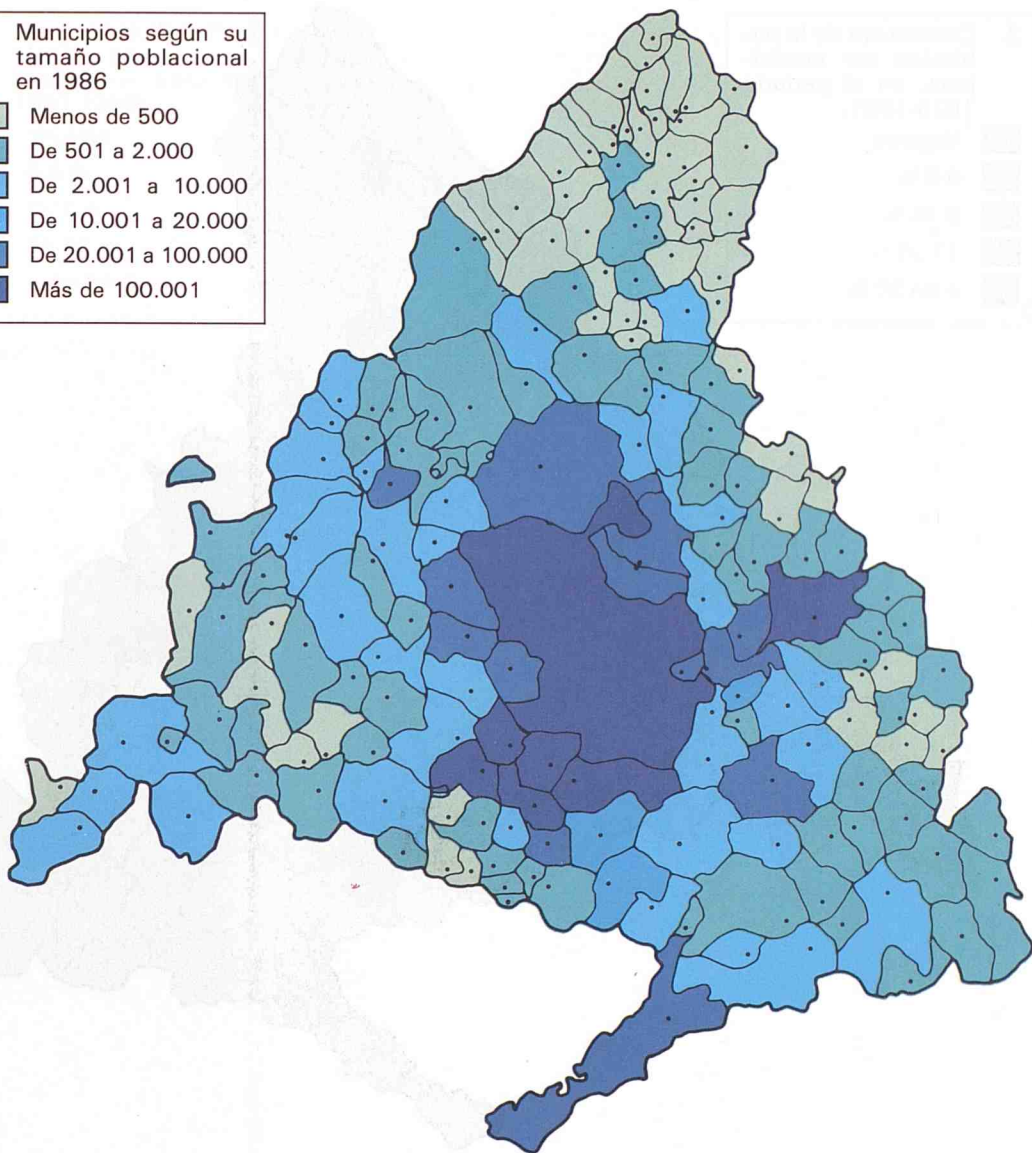 Municipios según su
tamaño poblacional
en 1986
Menos de 500
De 501 a 2.000
De 2.001 a 10.000
De 10.001 a 20.000
De 20.001 a 100.000
Más de 100.001